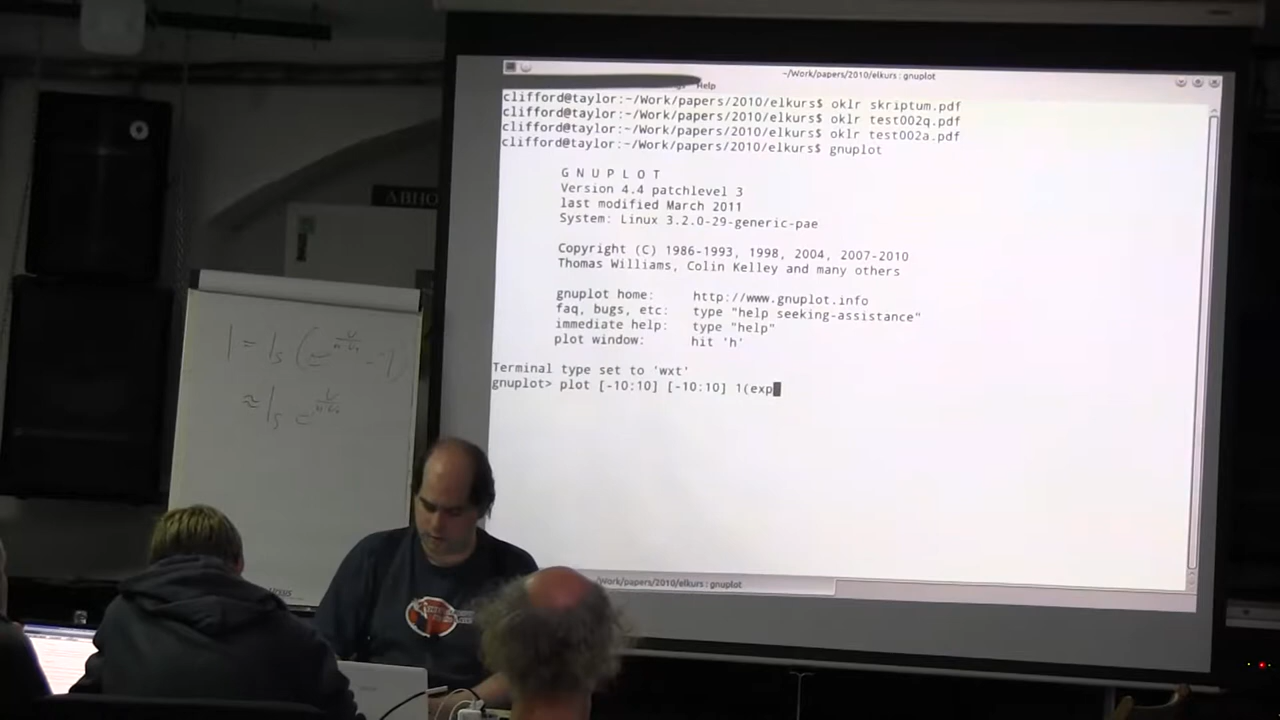 ~/Work/papers/2010/elkurs : gnuplot
Help
clifford@taylor:~/Work/papers/2010/elkurs$ oklr skriptum.pdf
clifford@taylor:~/Work/papers/2010/elkurs$ oklr test002q.pdf
clifford@taylor:~/Work/papers/2010/elkurs$ oklr test002a.pdf
clifford@taylor:~/Work/papers/2010/elkurs$ gnuplot
G N U P L O T
Version 4.4 patchlevel 3
last modified March 2011
System: Linux 3.2.0-29-generic-pae
Copyright (C) 1986-1993, 1998, 2004, 2007-2010
Thomas Williams, Colin Kelley and many others
gnuplot home: http://www.gnuplot.info
faq, bugs, etc: type "help seeking-assistance"
immediate help: type "help"
plot window: hit 'h'
Terminal type set to 'wxt'
gnuplot> plot [-10:10] [-10:10] 1(exp
/Work/papers/2010/elkurs : gnuplot
ABHO